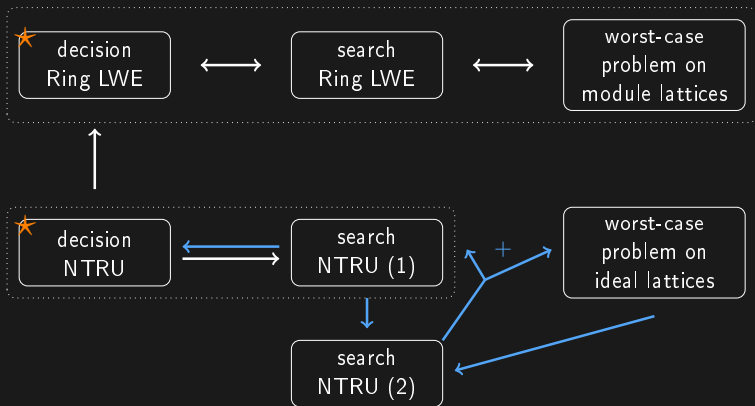 decision
Ring LWE
search
Ring LWE
worst-case
problem on
module lattices
decision
NTRU
search
NTRU (1)
+
worst-case
problem on
ideal lattices
search
NTRU (2)